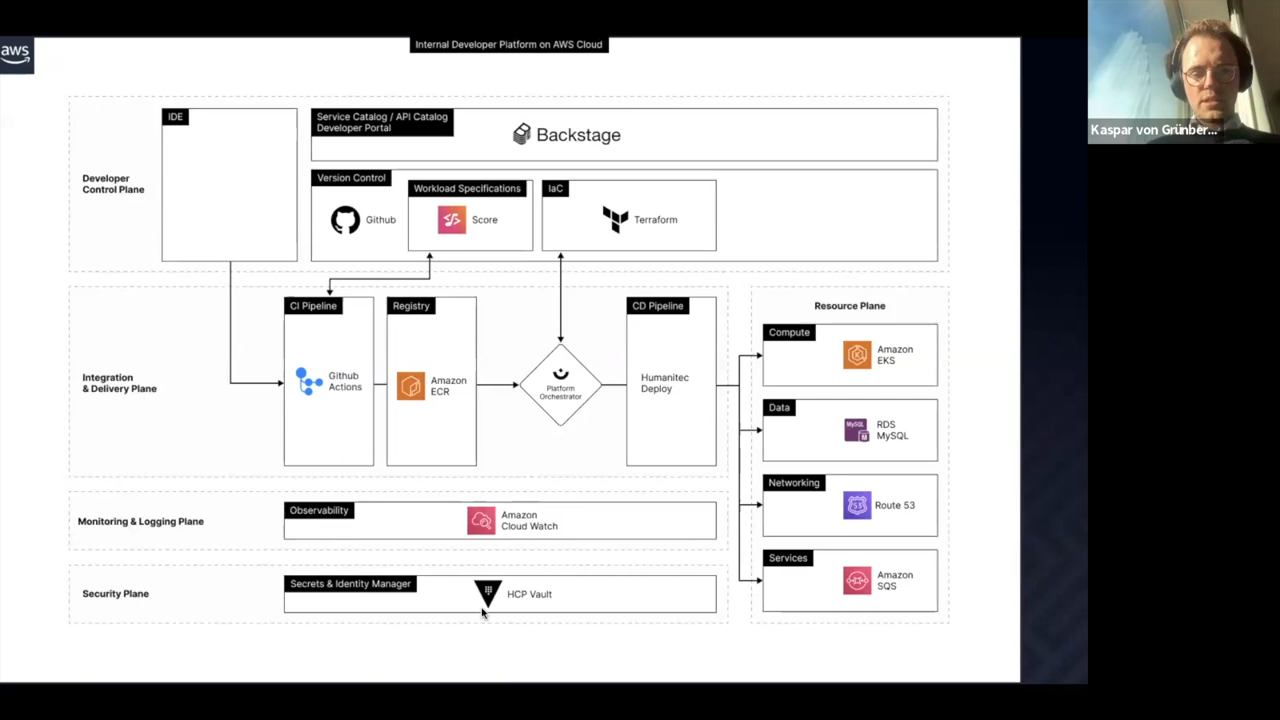 aws
Internal Developer Platform on AWS Cloud
Kaspar von Grünber...
Developer
Control Plane
IDE
Service Catalog / API Catalog
Developer Portal
Backstage
Version Control
Github
Workload Specifications
Score
IaC
Terraform
Integration
& Delivery Plane
CI Pipeline
Github
Actions
Registry
Amazon
ECR
Platform
Orchestrator
CD Pipeline
Humanitec
Deploy
Resource Plane
Compute
Amazon
EKS
Data
MySQL
RDS
MySQL
Networking
53
Route 53
Services
Amazon
SQS
Monitoring & Logging Plane
Observability
Amazon
Cloud Watch
Security Plane
Secrets & Identity Manager
HCP Vault